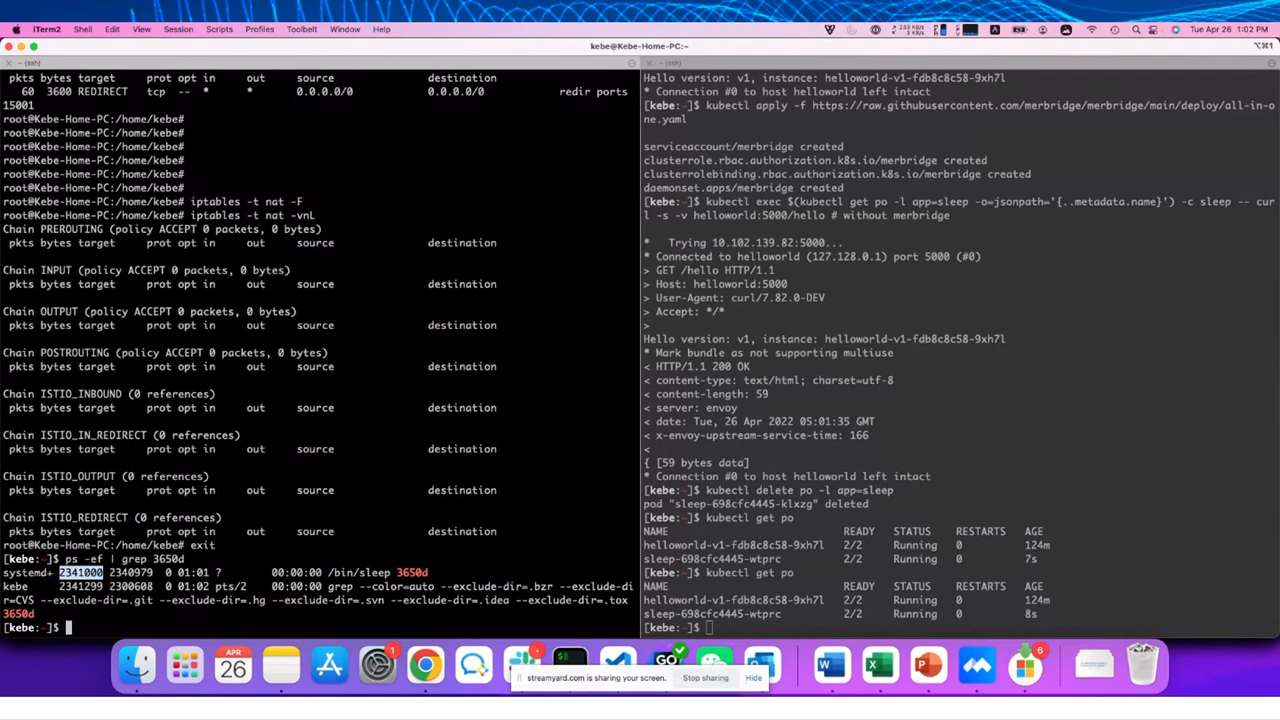 iTerm2 Shell Edit View Session Scripts Profiles Toolbelt Window Help
Tue Apr 26 1:02 PM
kebe@Kebe-Home-PC:~
⌥⌘1
~ (ssh)
pkts bytes target prot opt in out source destination
60 3600 REDIRECT tcp -- * * 0.0.0.0/0 0.0.0.0/0 redir ports
15001
root@Kebe-Home-PC:/home/kebe#
root@Kebe-Home-PC:/home/kebe#
root@Kebe-Home-PC:/home/kebe#
root@Kebe-Home-PC:/home/kebe#
root@Kebe-Home-PC:/home/kebe#
root@Kebe-Home-PC:/home/kebe#
root@Kebe-Home-PC:/home/kebe# iptables -t nat -F
root@Kebe-Home-PC:/home/kebe# iptables -t nat -vnL
Chain PREROUTING (policy ACCEPT 0 packets, 0 bytes)
pkts bytes target prot opt in out source destination
Chain INPUT (policy ACCEPT 0 packets, 0 bytes)
pkts bytes target prot opt in out source destination
Chain OUTPUT (policy ACCEPT 0 packets, 0 bytes)
pkts bytes target prot opt in out source destination
Chain POSTROUTING (policy ACCEPT 0 packets, 0 bytes)
pkts bytes target prot opt in out source destination
Chain ISTIO_INBOUND (0 references)
pkts bytes target prot opt in out source destination
Chain ISTIO_IN_REDIRECT (0 references)
pkts bytes target prot opt in out source destination
Chain ISTIO_OUTPUT (0 references)
pkts bytes target prot opt in out source destination
Chain ISTIO_REDIRECT (0 references)
pkts bytes target prot opt in out source destination
root@Kebe-Home-PC:/home/kebe# exit
[kebe:~]$ ps -ef | grep 3650d
systemd+ 2341000 2340979 0 01:01 ? 00:00:00 /bin/sleep 3650d
kebe 2341299 2300608 0 01:02 pts/2 00:00:00 grep --color=auto --exclude-dir=.bzr --exclude-di
r=CVS --exclude-dir=.git --exclude-dir=.hg --exclude-dir=.svn --exclude-dir=.idea --exclude-dir=.tox
3650d
[kebe:~]$
~ (ssh)
Hello version: v1, instance: helloworld-v1-fdb8c8c58-9xh7l
* Connection #0 to host helloworld left intact
[kebe:~]$ kubectl apply -f https://raw.githubusercontent.com/merbridge/merbridge/main/deploy/all-in-o
ne.yaml
serviceaccount/merbridge created
clusterrole.rbac.authorization.k8s.io/merbridge created
clusterrolebinding.rbac.authorization.k8s.io/merbridge created
daemonset.apps/merbridge created
[kebe:~]$ kubectl exec $(kubectl get po -l app=sleep -o=jsonpath='{..metadata.name}') -c sleep -- cur
l -s -v helloworld:5000/hello # without merbridge
* Trying 10.102.139.82:5000...
* Connected to helloworld (127.128.0.1) port 5000 (#0)
> GET /hello HTTP/1.1
> Host: helloworld:5000
> User-Agent: curl/7.82.0-DEV
> Accept: */*
>
Hello version: v1, instance: helloworld-v1-fdb8c8c58-9xh7l
* Mark bundle as not supporting multiuse
< HTTP/1.1 200 OK
< content-type: text/html; charset=utf-8
< content-length: 59
< server: envoy
< date: Tue, 26 Apr 2022 05:01:35 GMT
< x-envoy-upstream-service-time: 166
<
{ [59 bytes data]
* Connection #0 to host helloworld left intact
[kebe:~]$ kubectl delete po -l app=sleep
pod "sleep-698cfc4445-klxzg" deleted
[kebe:~]$ kubectl get po
NAME READY STATUS RESTARTS AGE
helloworld-v1-fdb8c8c58-9xh7l 2/2 Running 0 124m
sleep-698cfc4445-wtprc 2/2 Running 0 7s
[kebe:~]$ kubectl get po
NAME READY STATUS RESTARTS AGE
helloworld-v1-fdb8c8c58-9xh7l 2/2 Running 0 124m
sleep-698cfc4445-wtprc 2/2 Running 0 8s
[kebe:~]$
APR
26
1
1
$
GO
W
X
P
6
streamyard.com is sharing your screen. Stop sharing Hide